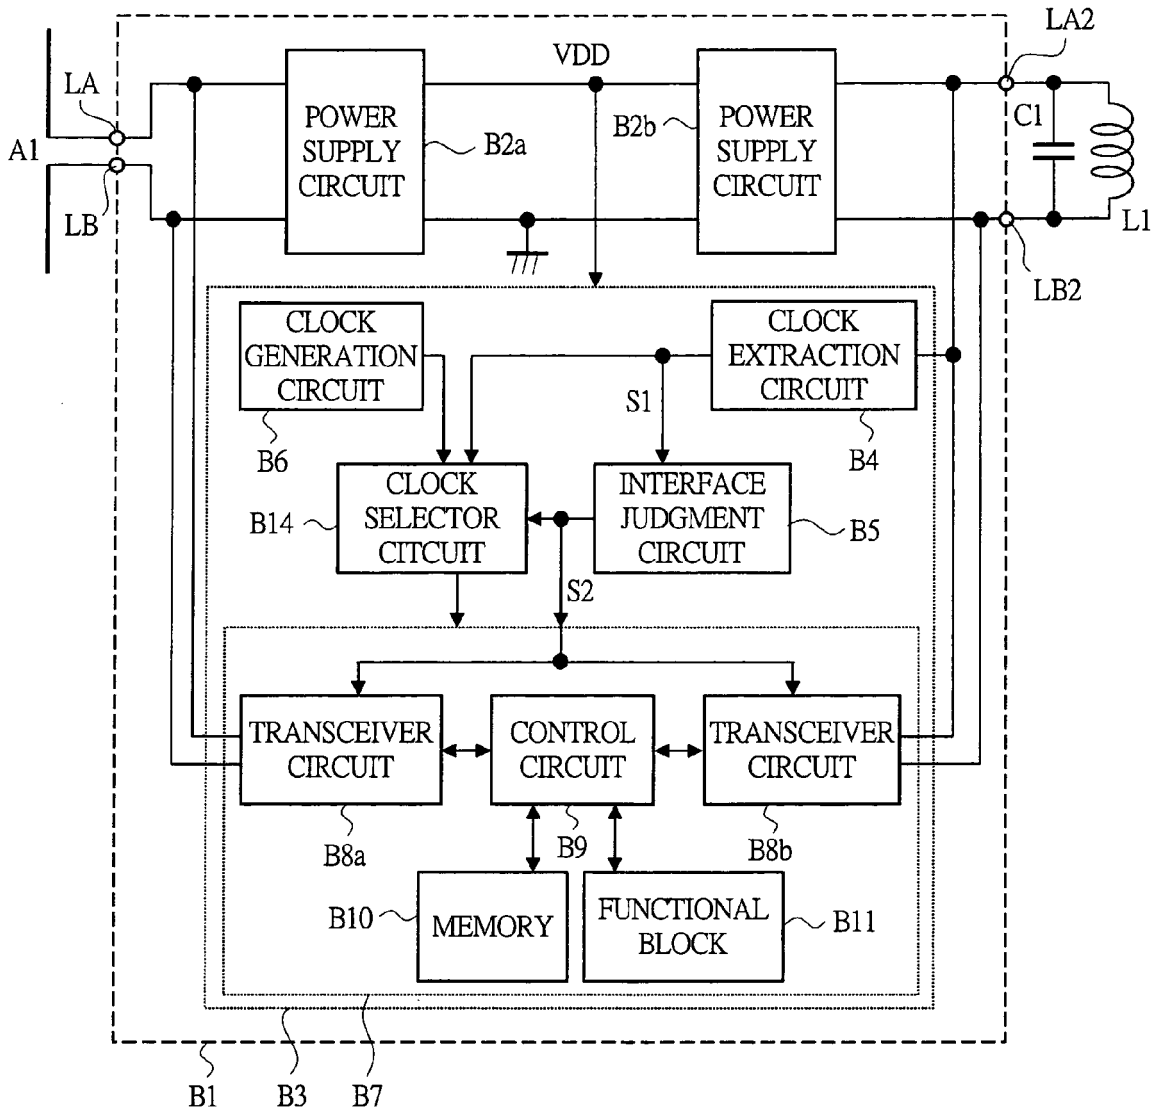 LA2
VDD
LA
C1
POWER
SUPPLY
CIRCUIT
B2a
B2b
POWER
SUPPLY
CIRCUIT
A1
LB
L1
LB2
CLOCK
GENERATION
CIRCUIT
CLOCK
EXTRACTION
CIRCUIT
S1
B6
B4
CLOCK
SELECTOR
CITCUIT
INTERFACE
JUDGMENT
CIRCUIT
B14
B5
S2
TRANSCEIVER
CIRCUIT
CONTROL
CIRCUIT
TRANSCEIVER
CIRCUIT
B8a
B9
B8b
B10
MEMORY
FUNCTIONAL
BLOCK
B11
B1
B3
B7